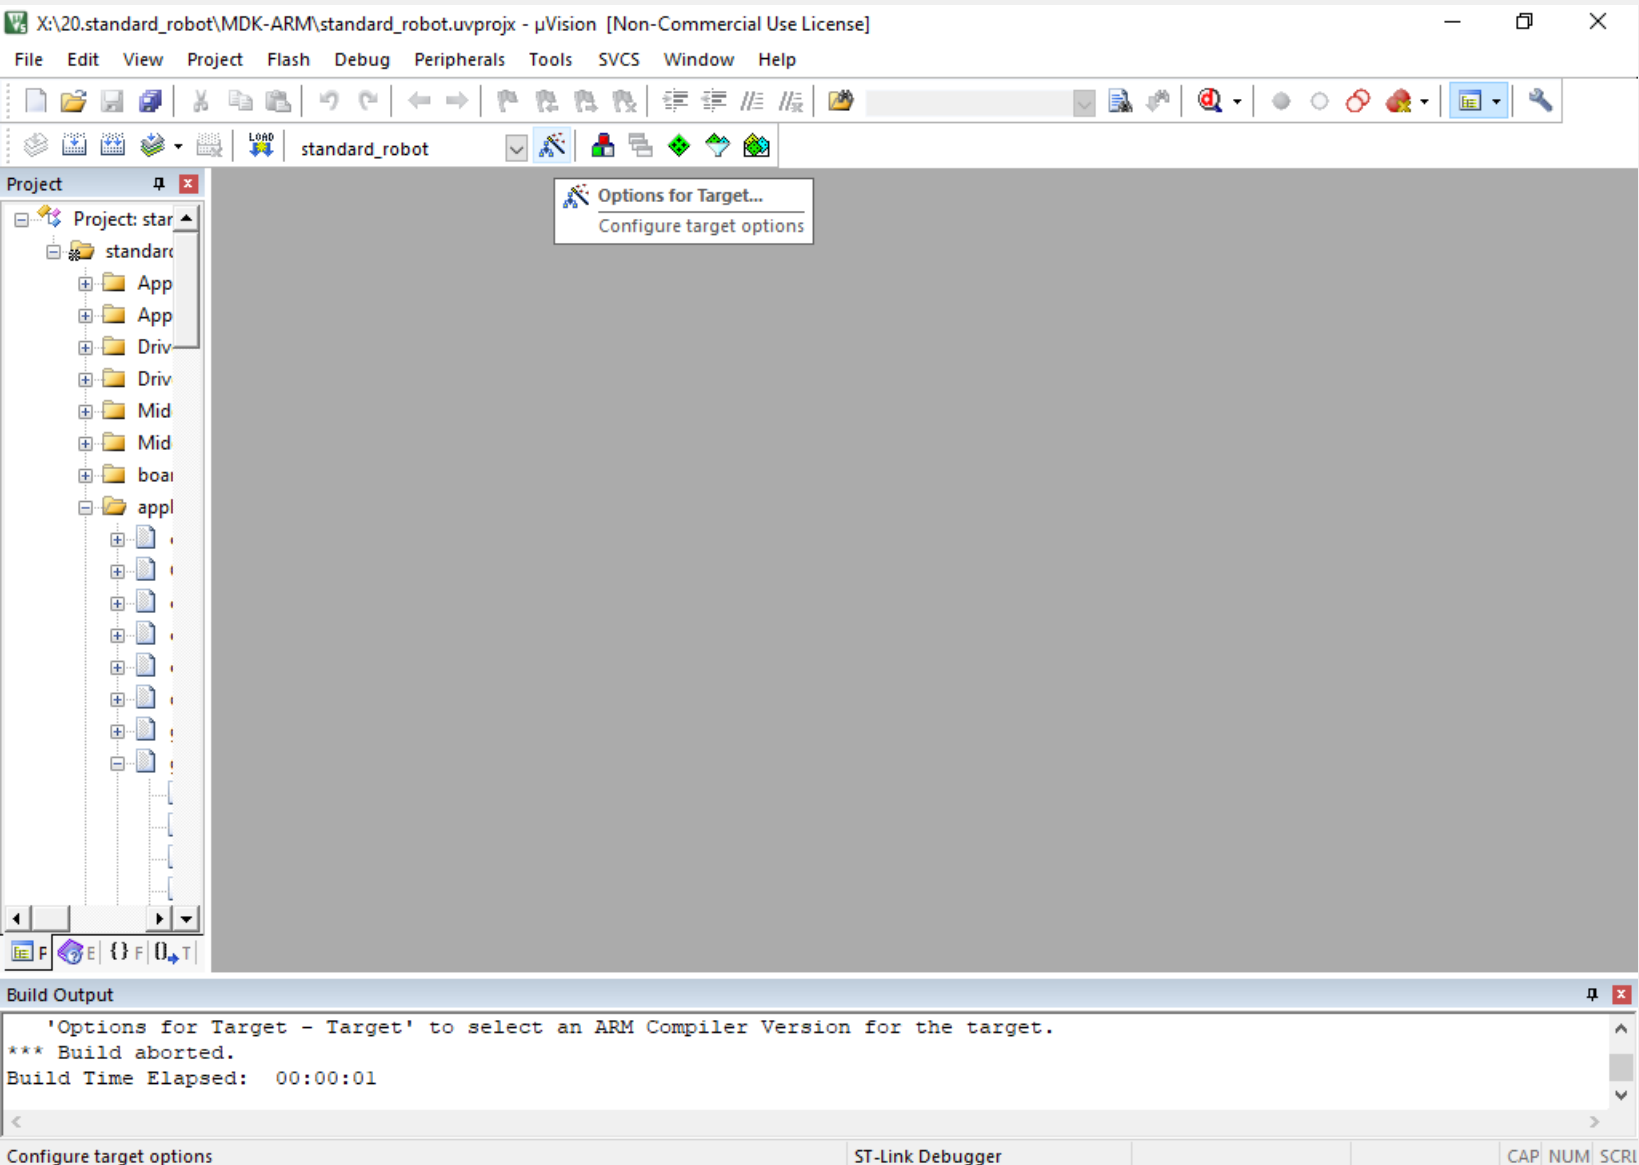 X:\20.standard_robot\MDK-ARM\standard_robot.uvprojx - µVision [Non-Commercial Use License]
File Edit View Project Flash Debug Peripherals Tools SVCS Window Help
LOAD
standard_robot
Project
Options for Target...
Configure target options
Project: star
standard
App
App
Driv
Driv
Mid
Mid
boar
appl
P E {} F T
Build Output
'Options for Target - Target' to select an ARM Compiler Version for the target.
*** Build aborted.
Build Time Elapsed: 00:00:01
Configure target options ST-Link Debugger CAP NUM SCRL